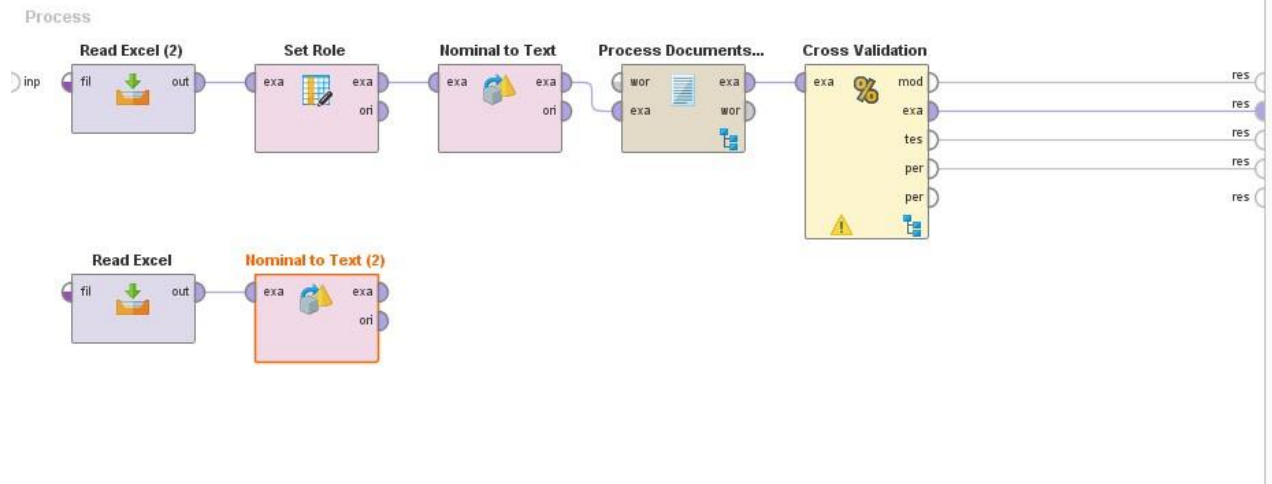 Process
Read Excel (2)
Set Role
Nominal to Text
Process Documents...
Cross Validation
inp
fil
out
exa
exa
ori
exa
exa
ori
wor
exa
exa
wor
exa
mod
exa
tes
per
per
res
res
res
res
res
Read Excel
Nominal to Text (2)
fil
out
exa
exa
ori